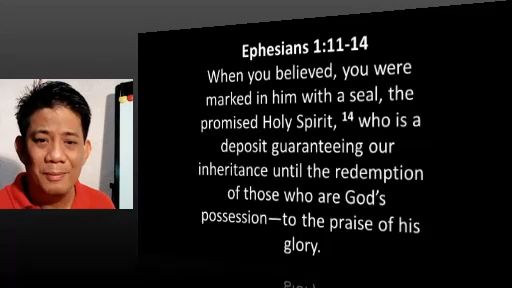 Ephesians 1:11-14
When you believed, you were
marked in him with a seal, the
promised Holy Spirit, 14 who is a
deposit guaranteeing our
inheritance until the redemption
of those who are God's
possession—to the praise of his
glory.